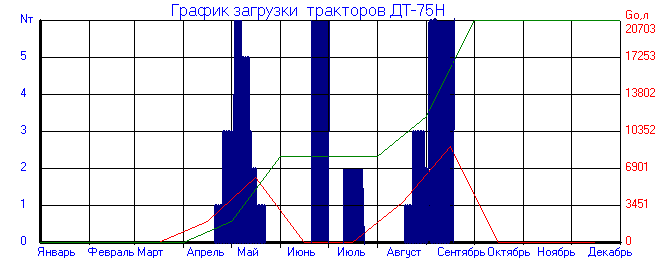 График загрузки тракторов ДТ-75Н
Nт Go,л
20703
5 17253
4 13802
3 10352
2 6901
1 3451
0 0
Январь Февраль Март Апрель Май Июнь Июль Август Сентябрь Октябрь Ноябрь Декабрь